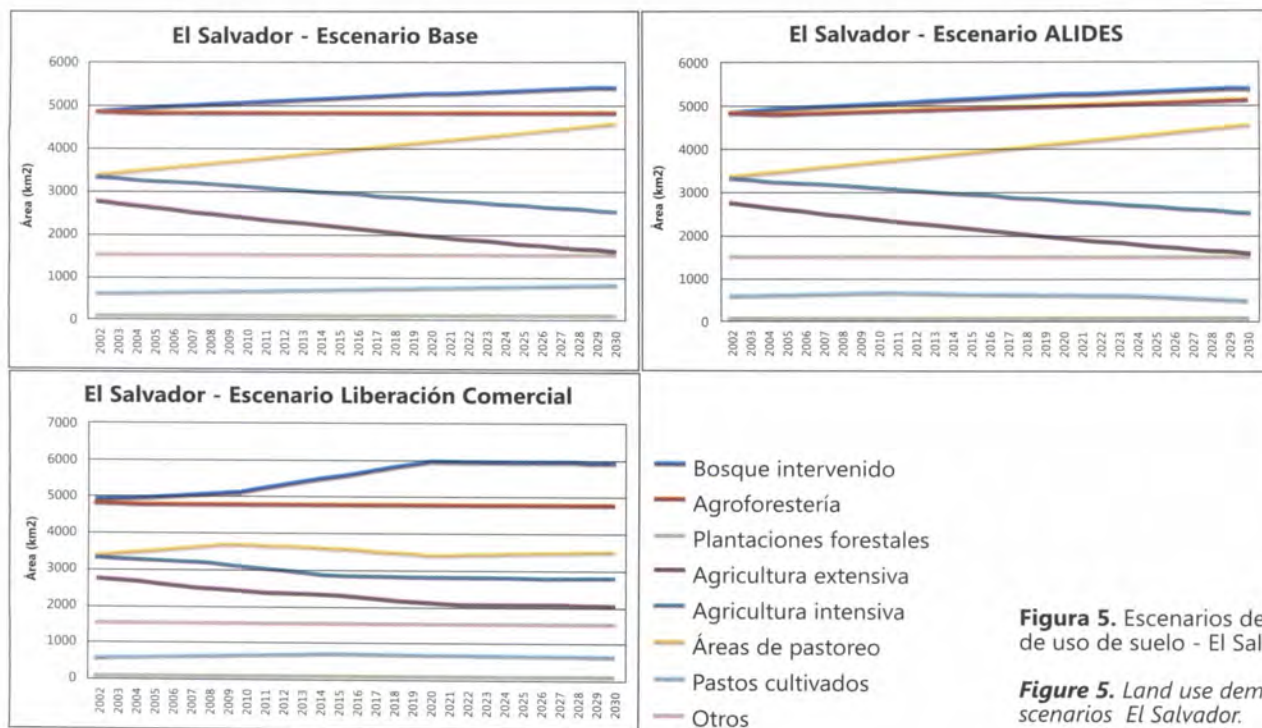 El Salvador - Escenario Base
6000
5000
4000
3000
2000
1000
0
Área (km2)
2002 2003 2004 2005 2006 2007 2008 2009 2010 2011 2012 2013 2014 2015 2016 2017 2018 2019 2020 2021 2022 2023 2024 2025 2026 2027 2028 2029 2030
El Salvador - Escenario ALIDES
6000
5000
4000
3000
2000
1000
0
Área (km2)
2002 2003 2004 2005 2006 2007 2008 2009 2010 2011 2012 2013 2014 2015 2016 2017 2018 2019 2020 2021 2022 2023 2024 2025 2026 2027 2028 2029 2030
El Salvador - Escenario Liberación Comercial
7000
6000
5000
4000
3000
2000
1000
0
Área (km2)
2002 2003 2004 2005 2006 2007 2008 2009 2010 2011 2012 2013 2014 2015 2016 2017 2018 2019 2020 2021 2022 2023 2024 2025 2026 2027 2028 2029 2030
Bosque intervenido
Agroforestería
Plantaciones forestales
Agricultura extensiva
Agricultura intensiva
Áreas de pastoreo
Pastos cultivados
Otros
Figura 5. Escenarios de
de uso de suelo - El Sal
Figure 5. Land use dem
scenarios El Salvador.